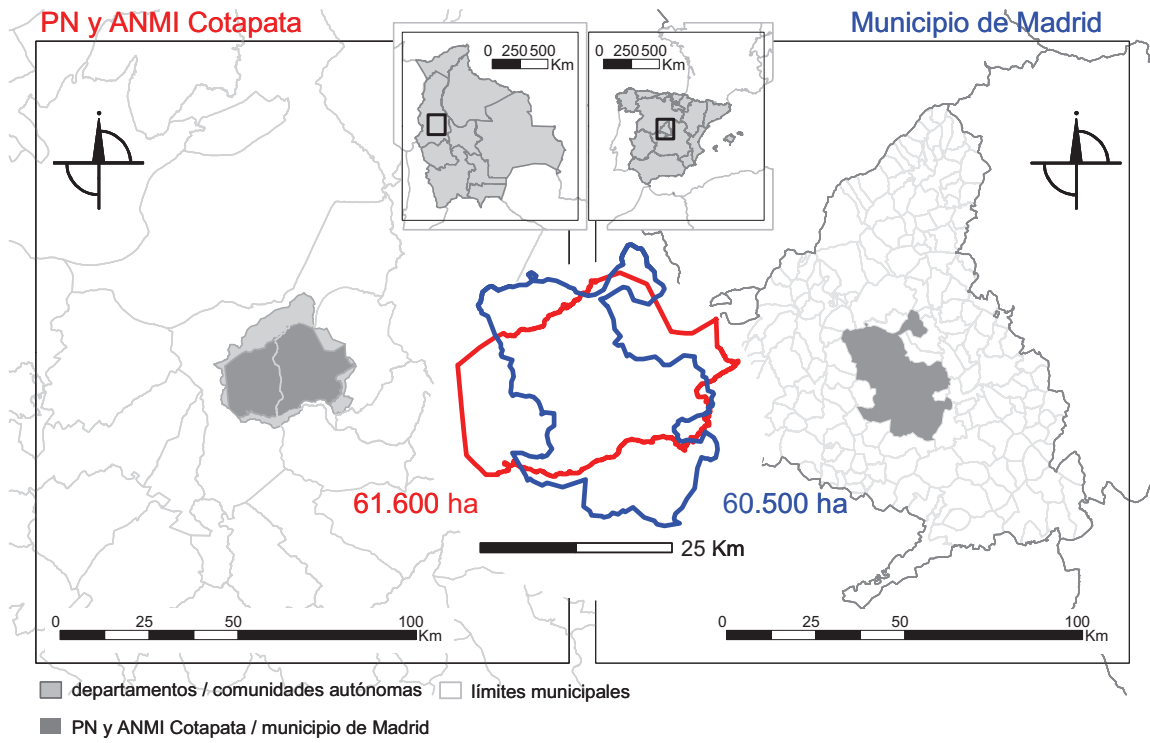 PN y ANMI Cotapata
Municipio de Madrid
0 250 500
Km
0 250 500
Km
61.600 ha
60.500 ha
25 Km
0 25 50 100
Km
0 25 50 100
Km
departamentos / comunidades autónomas
límites municipales
PN y ANMI Cotapata / municipio de Madrid